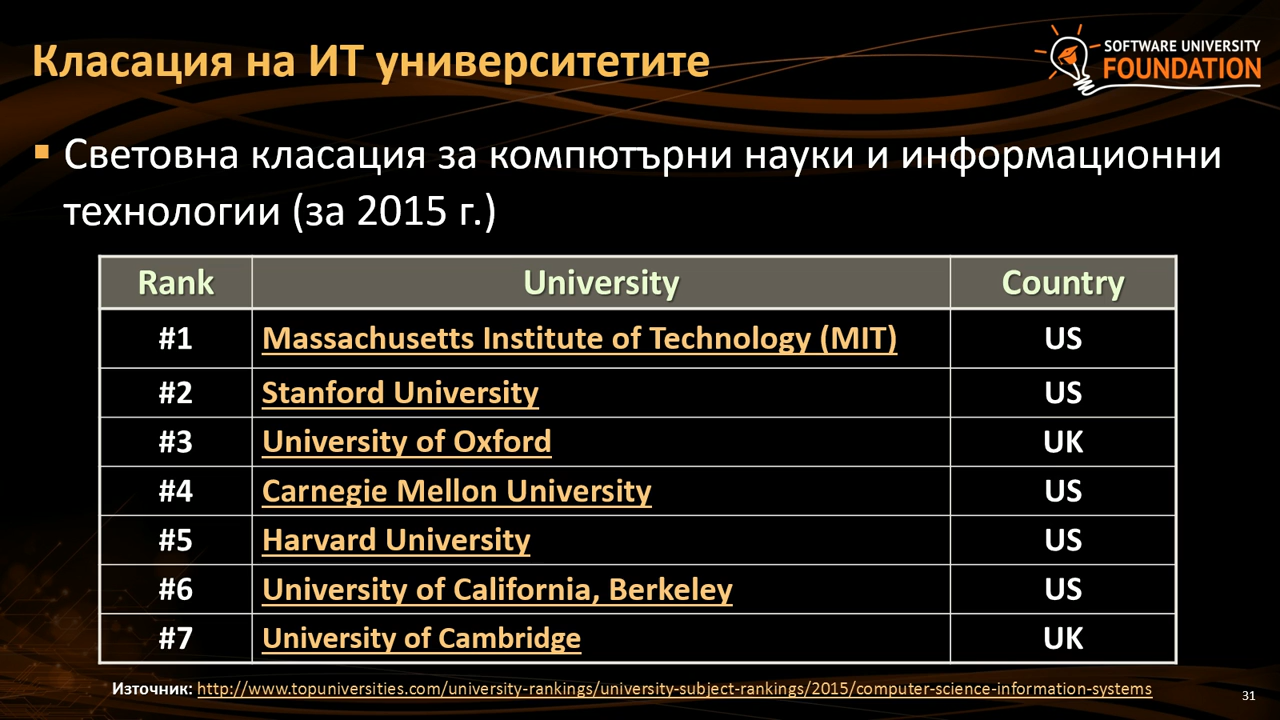 Класация на ИТ университетите
SOFTWARE UNIVERSITY
FOUNDATION
Световна класация за компютърни науки и информационни
технологии (за 2015 г.)
Rank University Country
#1 Massachusetts Institute of Technology (MIT) US
#2 Stanford University US
#3 University of Oxford UK
#4 Carnegie Mellon University US
#5 Harvard University US
#6 University of California, Berkeley US
#7 University of Cambridge UK
Източник: http://www.topuniversities.com/university-rankings/university-subject-rankings/2015/computer-science-information-systems
31